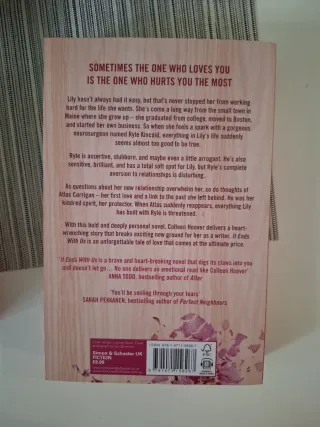 SOMETIMES THE ONE WHO LOVES YOU
IS THE ONE WHO HURTS YOU THE MOST
Lily hasn't always had it easy, but that's never stopped her from working
hard for the life she wants. She's come a long way from the small town in
Maine where she grew up – she graduated from college, moved to Boston,
and started her own business. So when she feels a spark with a gorgeous
neurosurgeon named Ryle Kincaid, everything in Lily's life suddenly
seems almost too good to be true.
Ryle is assertive, stubborn, and maybe even a little arrogant. He's also
sensitive, brilliant, and has a total soft spot for Lily, but Ryle's complete
aversion to relationships is disturbing.
As questions about her new relationship overwhelm her, so do thoughts of
Atlas Corrigan – her first love and a link to the past she left behind. He was her
kindred spirit, her protector. When Atlas suddenly reappears, everything Lily
has built with Ryle is threatened.
With this bold and deeply personal novel, Colleen Hoover delivers a heart-
wrenching story that breaks exciting new ground for her as a writer. It Ends
With Us is an unforgettable tale of love that comes at the ultimate price.
'It Ends With Us is a brave and heart-breaking novel that digs its claws into you
and doesn't let go... No one delivers an emotional read like Colleen Hoover'
ANNA TODD, bestselling author of After
'You'll be smiling through your tears'
SARAH PEKKANEN, bestselling author of Perfect Neighbors
Simon & Schuster UK
FICTION
£8.99